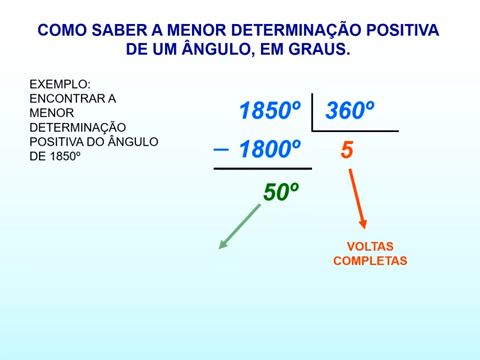 COMO SABER A MENOR DETERMINAÇÃO POSITIVA
DE UM ÂNGULO, EM GRAUS.
EXEMPLO:
ENCONTRAR A
MENOR
DETERMINAÇÃO
POSITIVA DO ÂNGULO
DE 1850º
1850º 360º
– 1800º 5
50º
VOLTAS
COMPLETAS